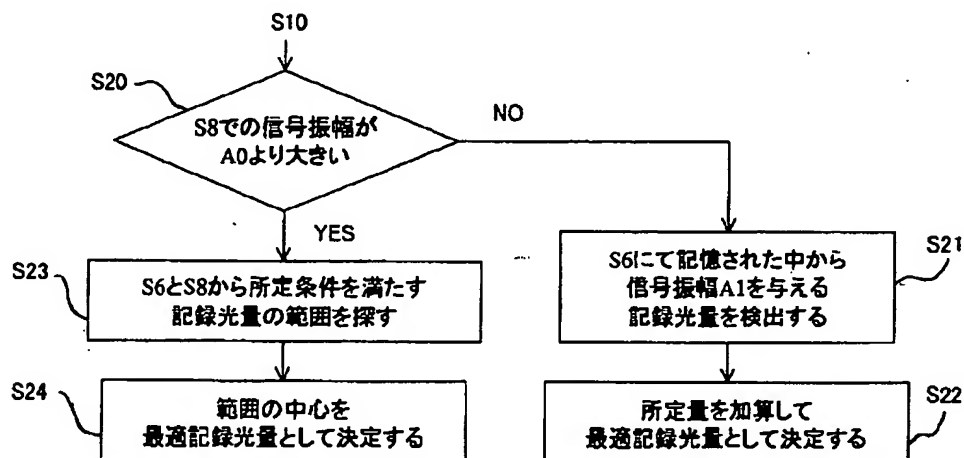 S10
S20
S8での信号振幅が
A0より大きい
NO
YES
S23
S6とS8から所定条件を満たす
記録光量の範囲を探す
S21
S6にて記憶された中から
信号振幅A1を与える
記録光量を検出する
S24
範囲の中心を
最適記録光量として決定する
S22
所定量を加算して
最適記録光量として決定する